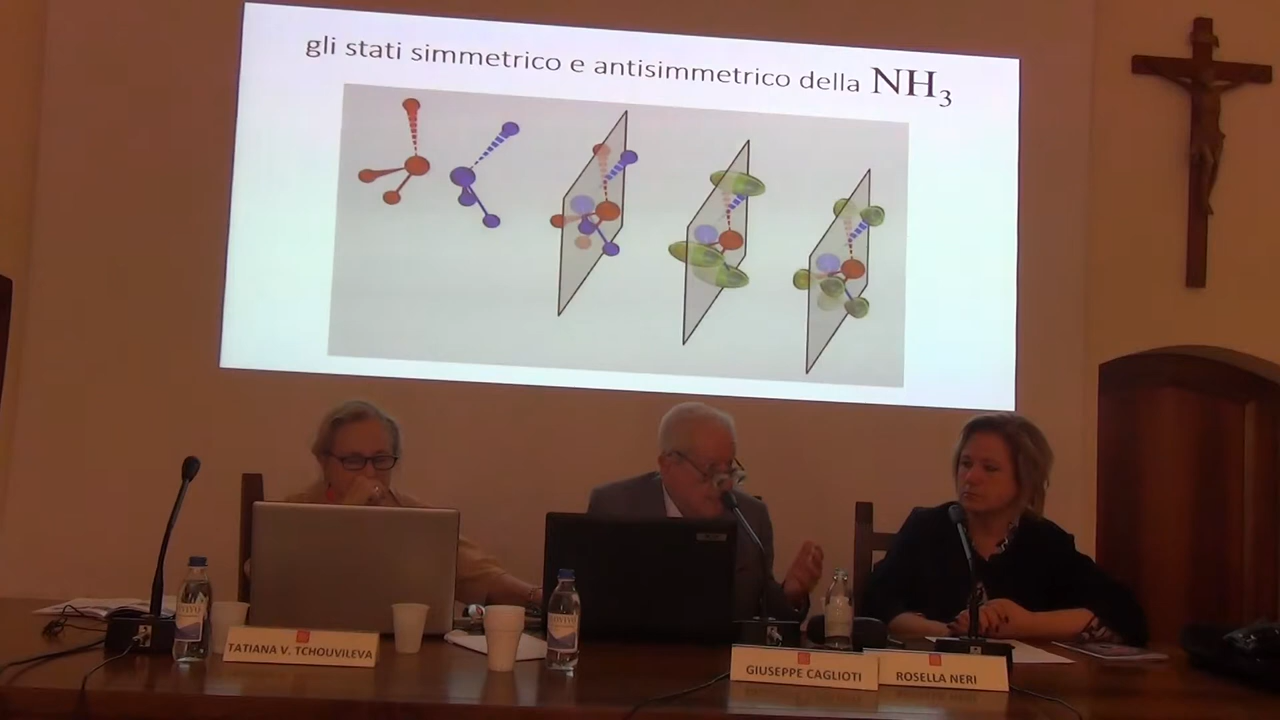 gli stati simmetrico e antisimmetrico della NH3
TATIANA V. TCHOUVILEVA
GIUSEPPE CAGLIOTI
ROSELLA NERI